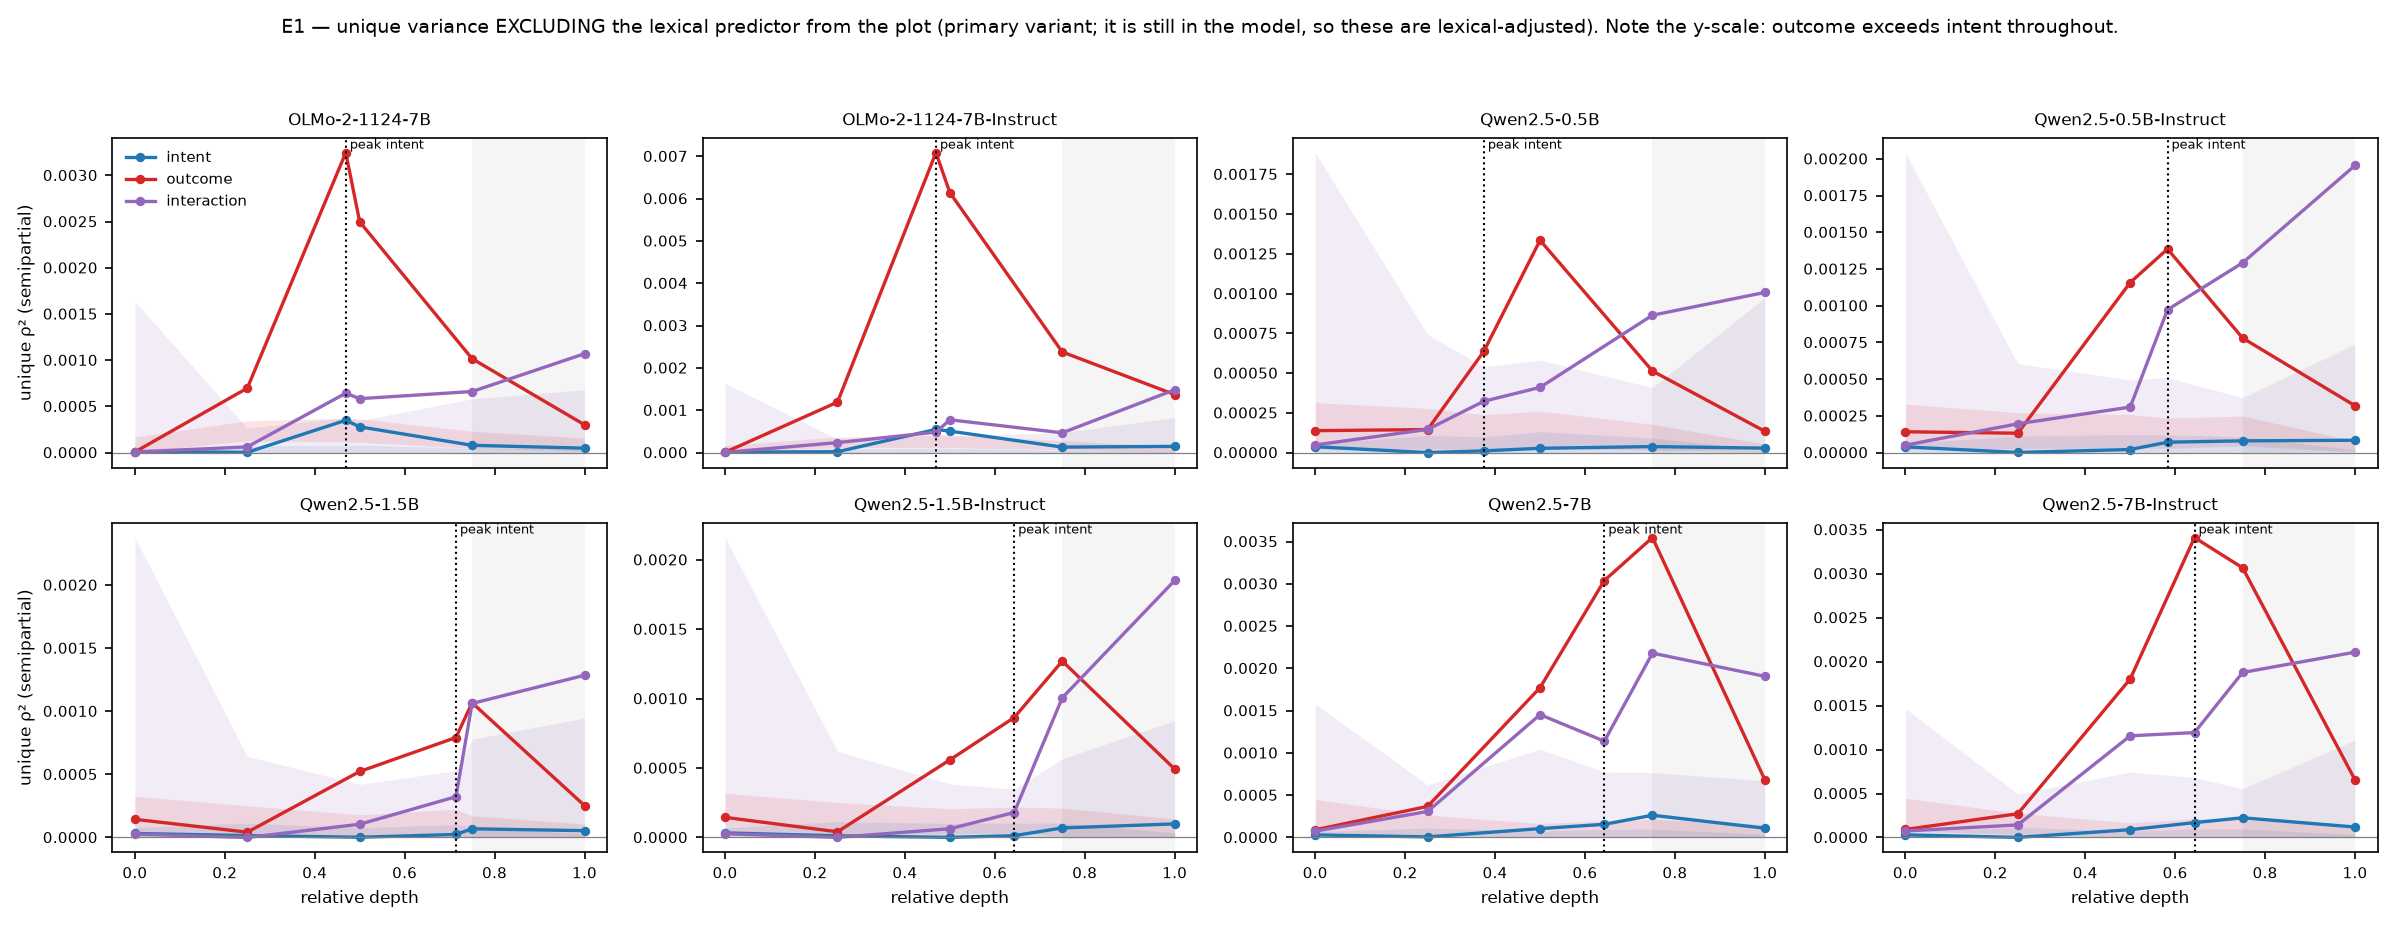 E1 — unique variance EXCLUDING the lexical predictor from the plot (primary variant; it is still in the model, so these are lexical-adjusted). Note the y-scale: outcome exceeds intent throughout.
OLMo-2-1124-7B
peak intent
intent
outcome
interaction
unique ρ² (semipartial)
0.0030
0.0025
0.0020
0.0015
0.0010
0.0005
0.0000
OLMo-2-1124-7B-Instruct
peak intent
0.007
0.006
0.005
0.004
0.003
0.002
0.001
0.000
Qwen2.5-0.5B
peak intent
0.00175
0.00150
0.00125
0.00100
0.00075
0.00050
0.00025
0.00000
Qwen2.5-0.5B-Instruct
peak intent
0.00200
0.00175
0.00150
0.00125
0.00100
0.00075
0.00050
0.00025
0.00000
Qwen2.5-1.5B
peak intent
unique ρ² (semipartial)
0.0020
0.0015
0.0010
0.0005
0.0000
0.0 0.2 0.4 0.6 0.8 1.0
relative depth
Qwen2.5-1.5B-Instruct
peak intent
0.0020
0.0015
0.0010
0.0005
0.0000
0.0 0.2 0.4 0.6 0.8 1.0
relative depth
Qwen2.5-7B
peak intent
0.0035
0.0030
0.0025
0.0020
0.0015
0.0010
0.0005
0.0000
0.0 0.2 0.4 0.6 0.8 1.0
relative depth
Qwen2.5-7B-Instruct
peak intent
0.0035
0.0030
0.0025
0.0020
0.0015
0.0010
0.0005
0.0000
0.0 0.2 0.4 0.6 0.8 1.0
relative depth